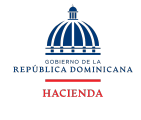 GOBIERNO DE LA
REPÚBLICA DOMINICANA
HACIENDA